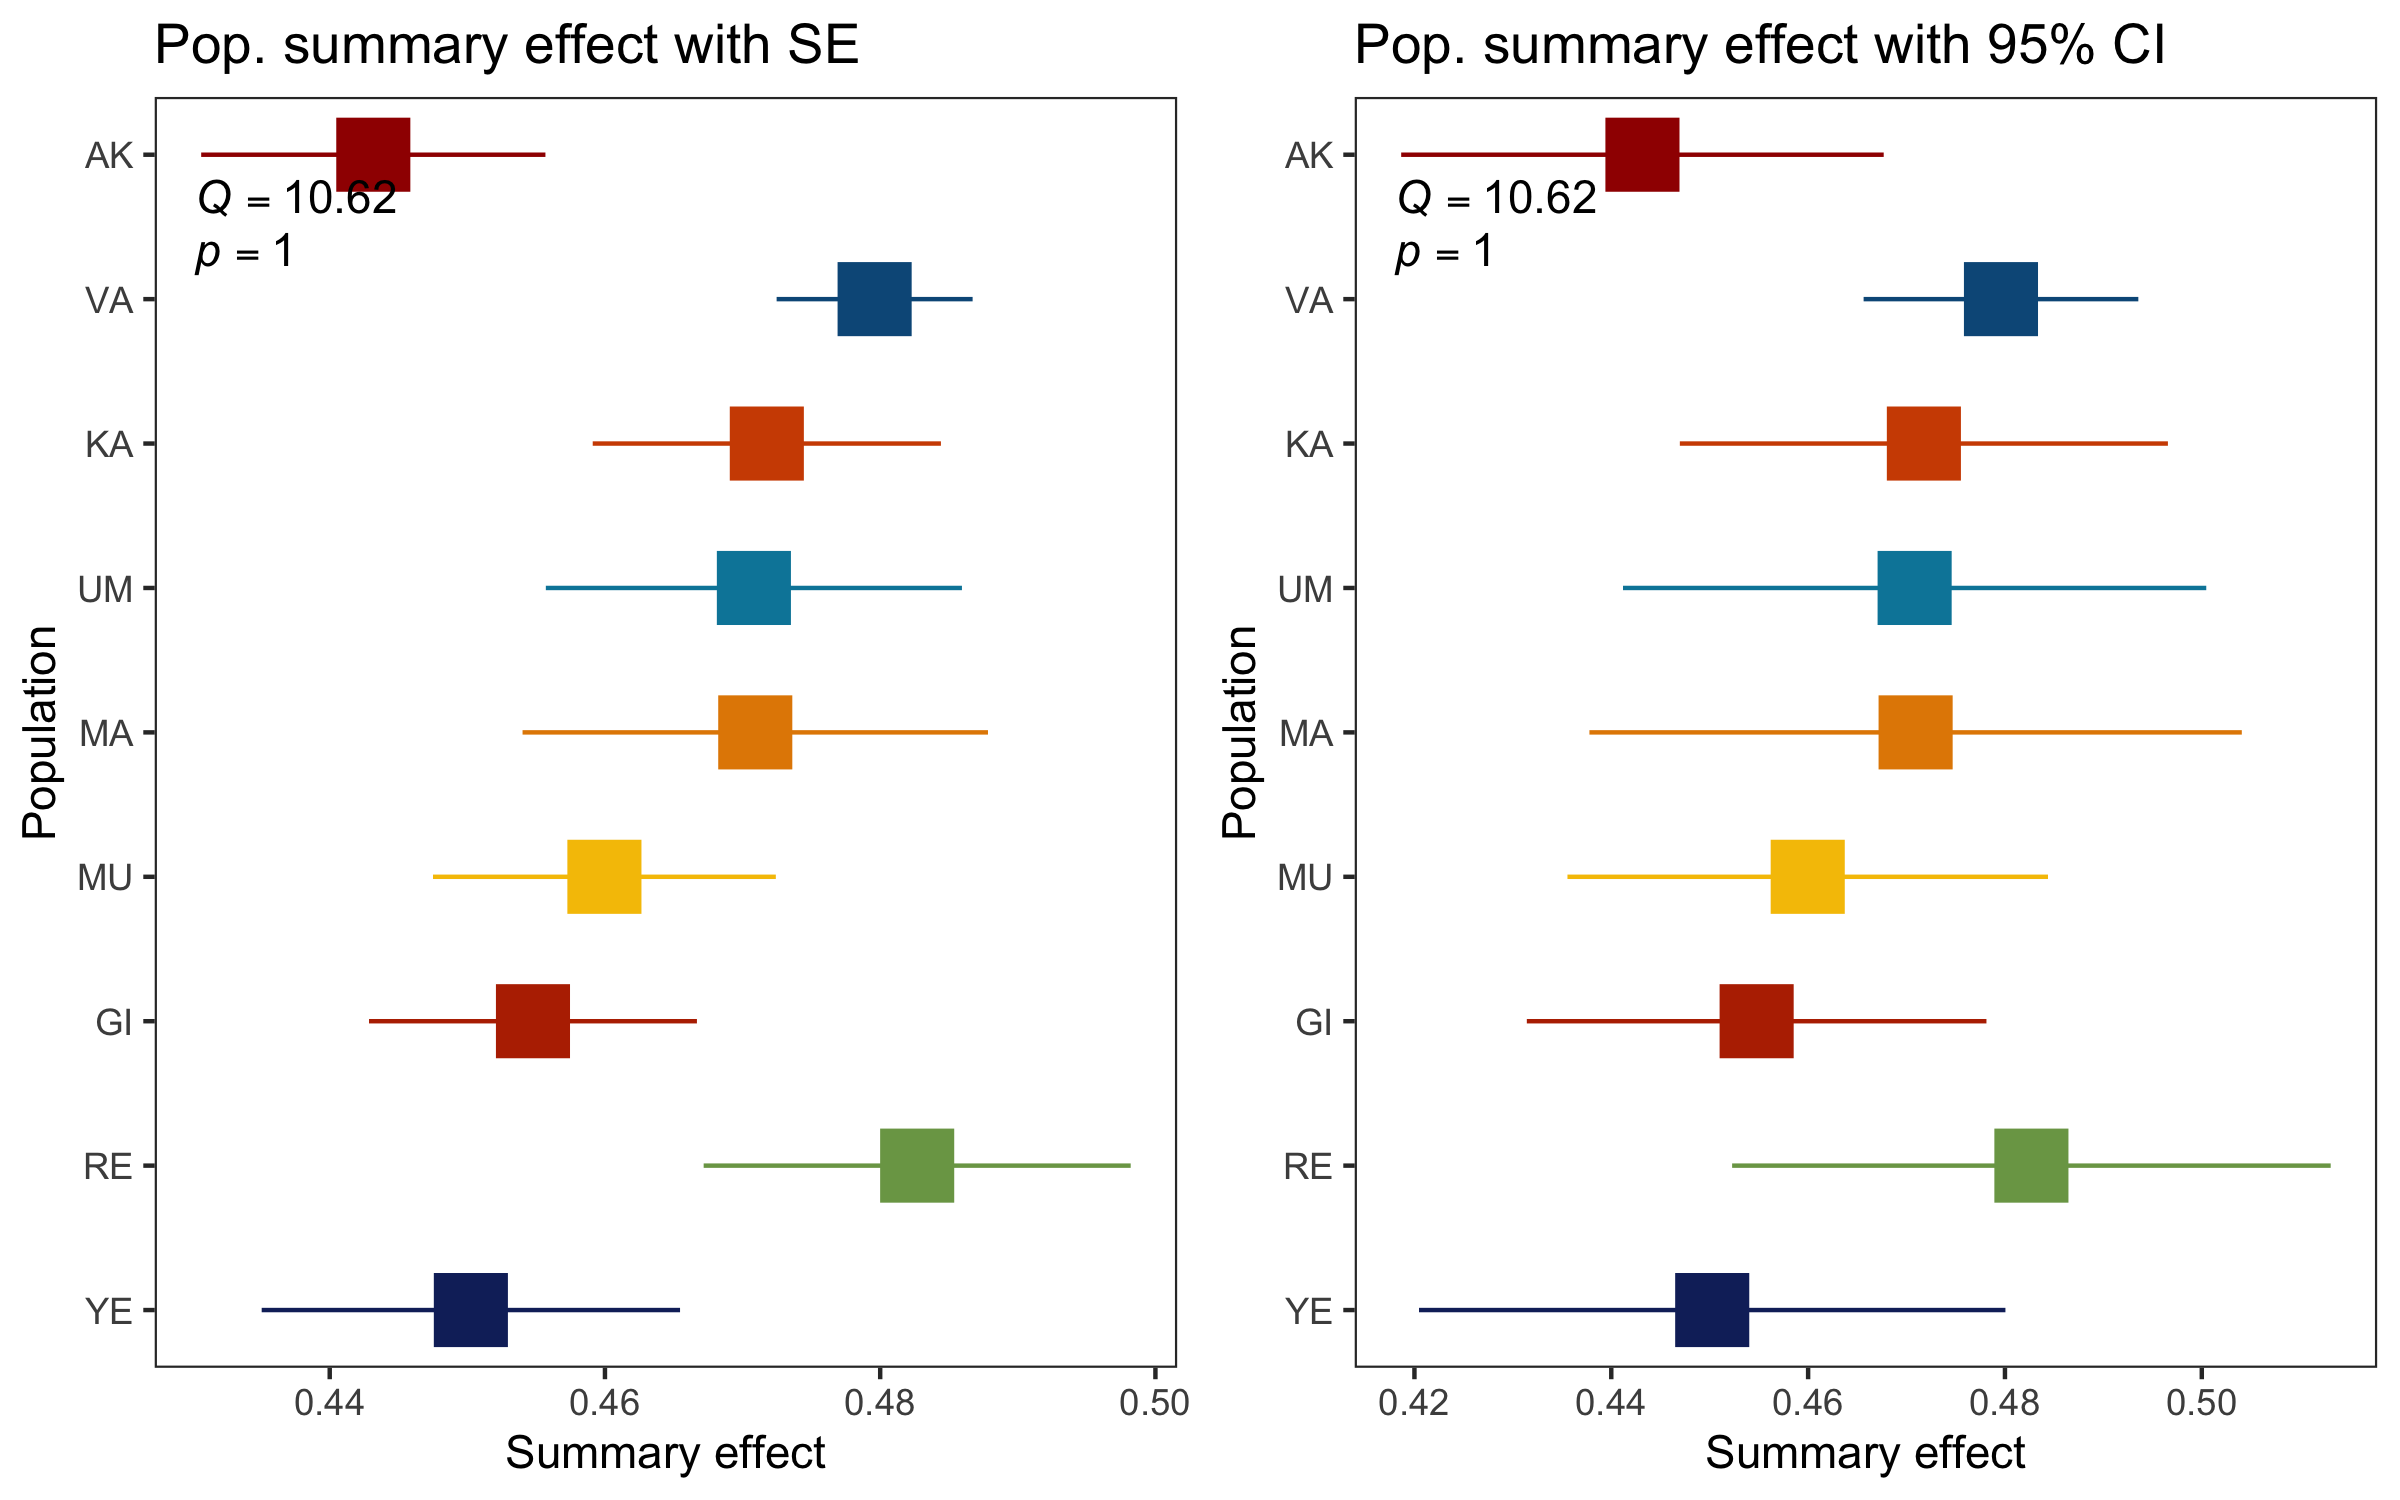 Pop. summary effect with SE
AK
Q = 10.62
p = 1
VA
KA
UM
MA
MU
GI
RE
YE
Population
0.44 0.46 0.48 0.50
Summary effect
Pop. summary effect with 95% CI
AK
Q = 10.62
p = 1
VA
KA
UM
MA
MU
GI
RE
YE
Population
0.42 0.44 0.46 0.48 0.50
Summary effect